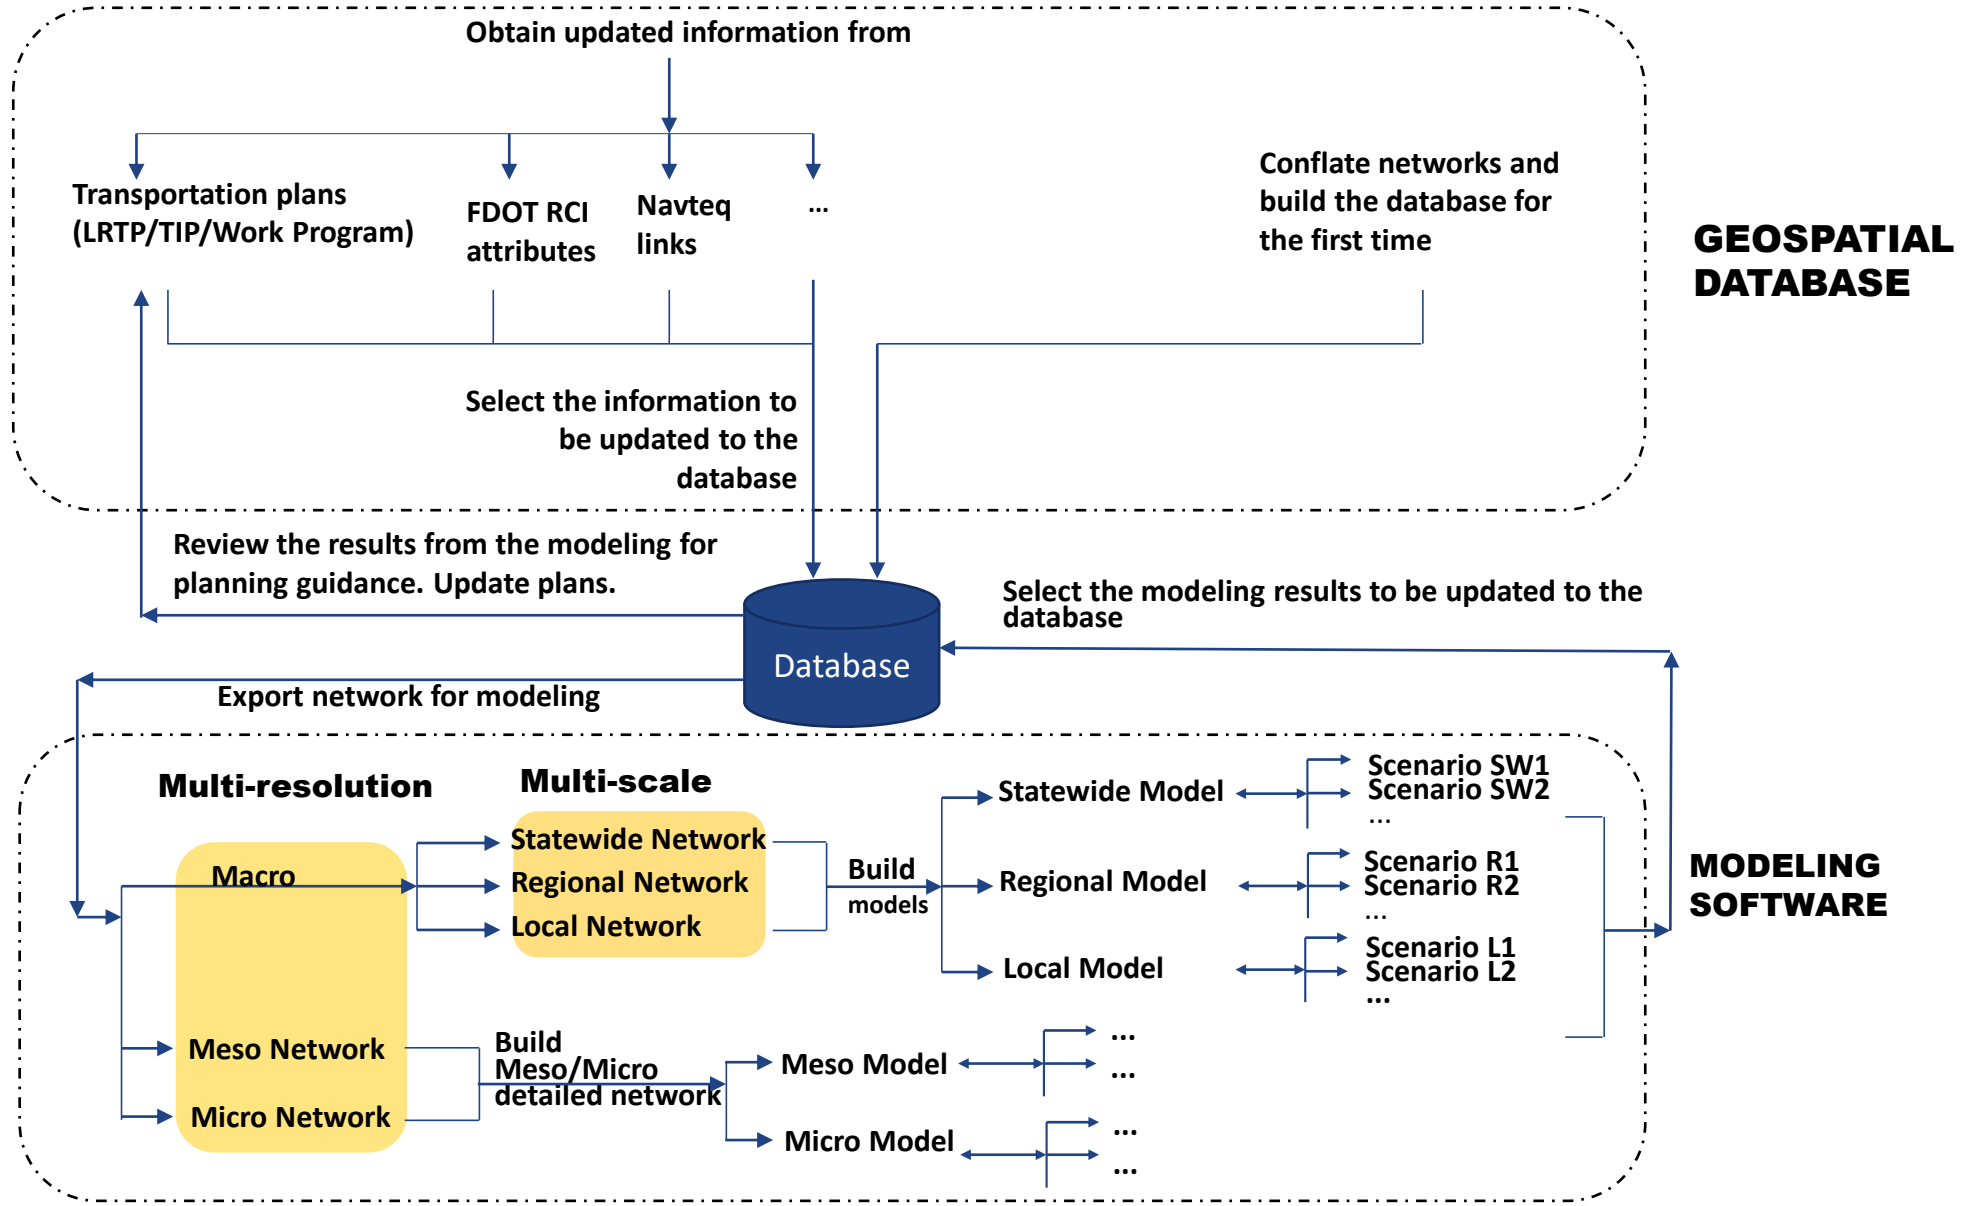 Obtain updated information from
Transportation plans
(LRTP/TIP/Work Program)
FDOT RCI
attributes
Navteq
links
...
Conflate networks and
build the database for
the first time
GEOSPATIAL
DATABASE
Select the information to
be updated to the
database
Review the results from the modeling for
planning guidance. Update plans.
Select the modeling results to be updated to the
database
Database
Export network for modeling
Multi-resolution
Multi-scale
Macro
Statewide Network
Regional Network
Local Network
Build
models
Statewide Model
Scenario SW1
Scenario SW2
...
Regional Model
Scenario R1
Scenario R2
...
Local Model
Scenario L1
Scenario L2
...
MODELING
SOFTWARE
Meso Network
Micro Network
Build
Meso/Micro
detailed network
Meso Model
...
...
Micro Model
...
...